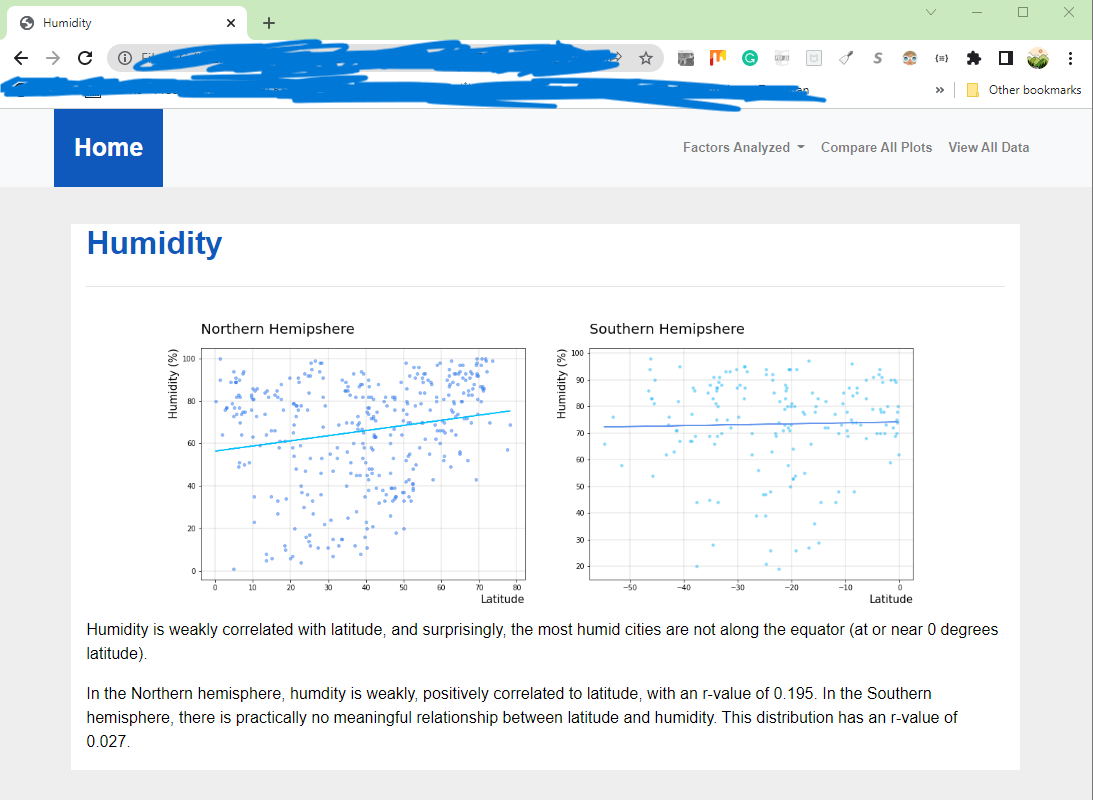 Humidity
Other bookmarks
Home
Factors Analyzed
Compare All Plots
View All Data
Humidity
Northern Hemipshere
Southern Hemipshere
Humidity (%)
100
80
60
40
20
0
0 10 20 30 40 50 60 70 80
Latitude
Humidity (%)
100
90
80
70
60
50
40
30
20
−50 −40 −30 −20 −10 0
Latitude
Humidity is weakly correlated with latitude, and surprisingly, the most humid cities are not along the equator (at or near 0 degrees
latitude).
In the Northern hemisphere, humdity is weakly, positively correlated to latitude, with an r-value of 0.195. In the Southern
hemisphere, there is practically no meaningful relationship between latitude and humidity. This distribution has an r-value of
0.027.